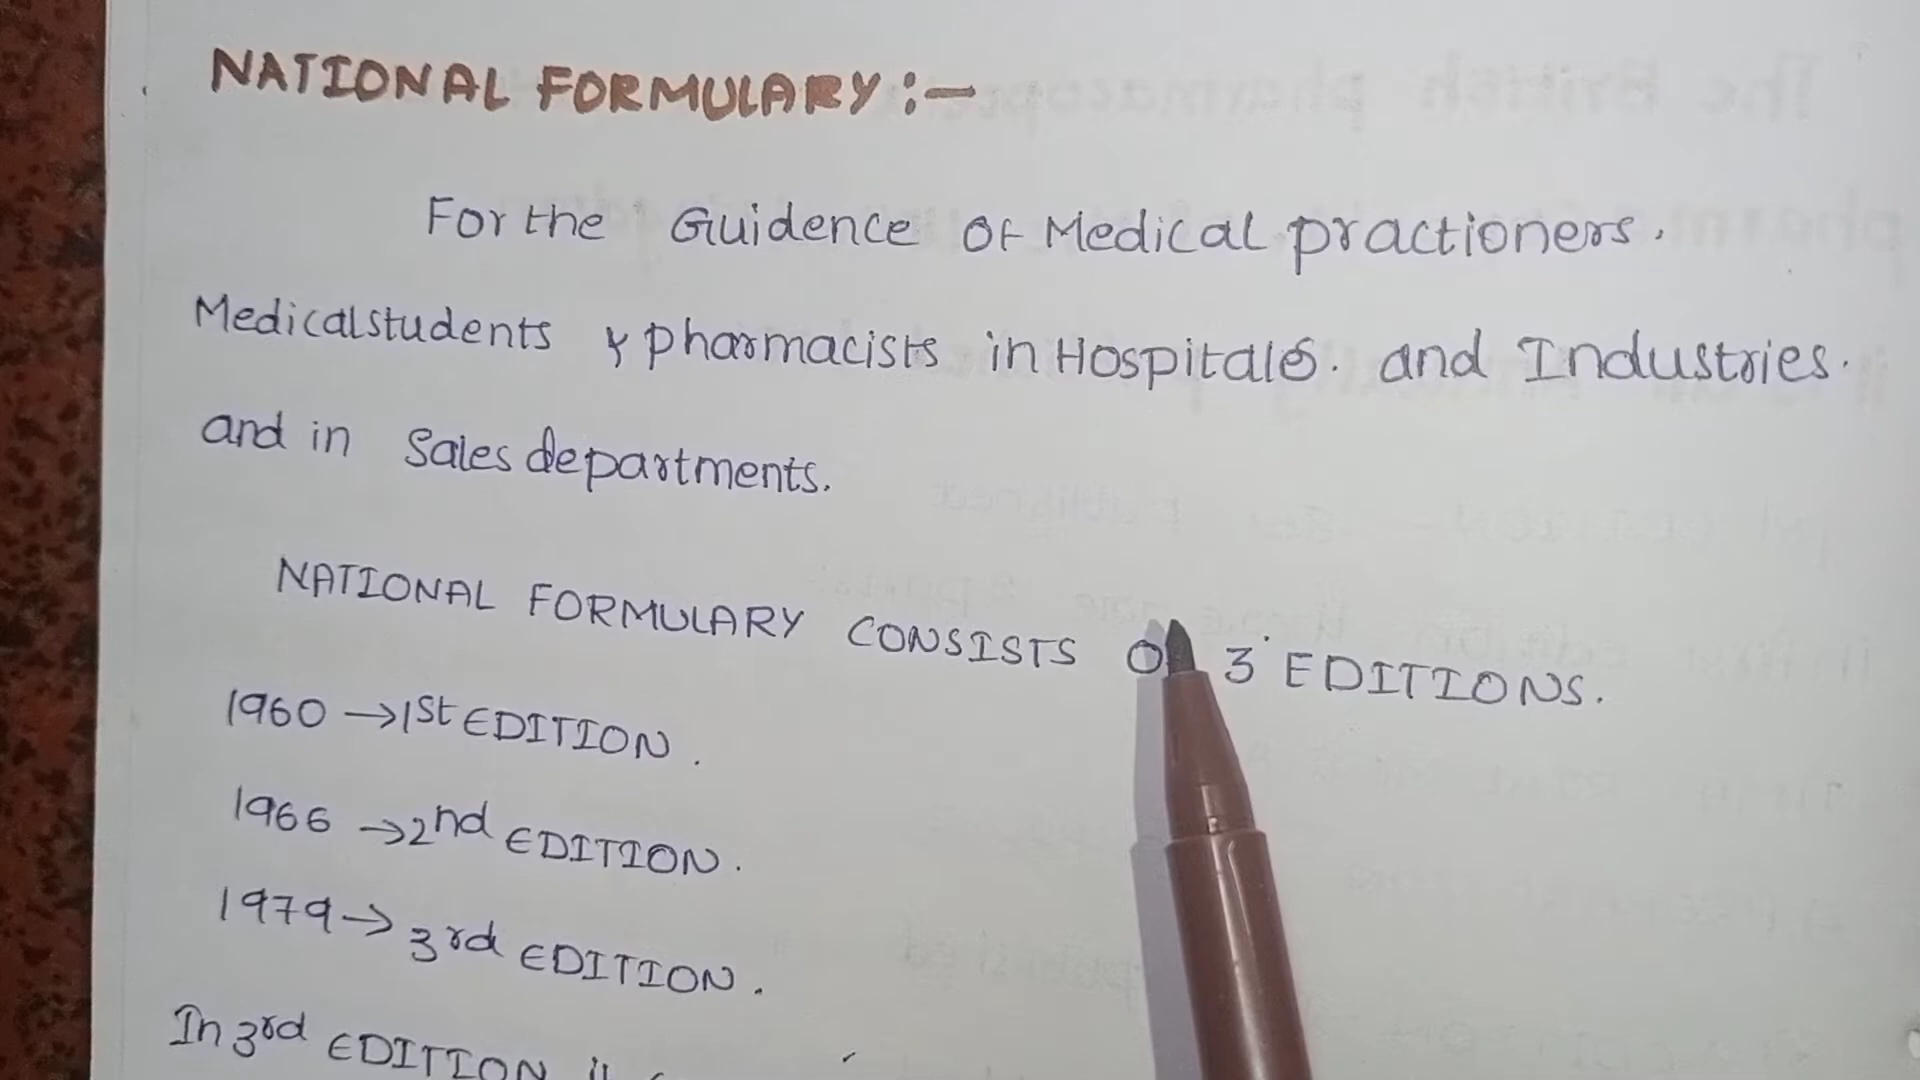 NATIONAL FORMULARY:-
For the Guidence OF Medical practioners.
Medicalstudents & pharmacists in Hospitals. and Industries.
and in Sales departments.
NATIONAL FORMULARY CONSISTS OF 3 EDITIONS.
1960 → 1st EDITION.
1966 → 2nd EDITION.
1979 → 3rd EDITION.
In 3rd EDITION